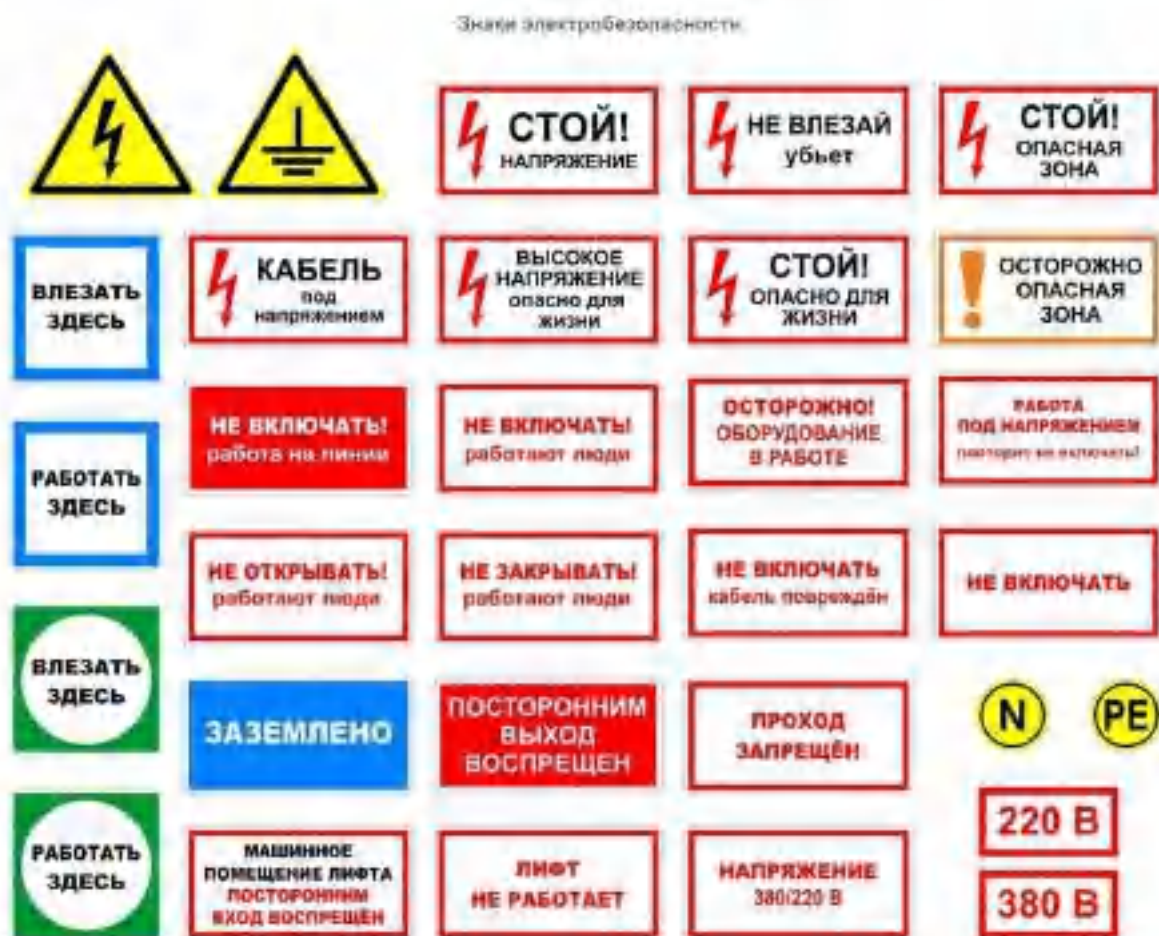 Знаки электробезопасности
СТОЙ!
НАПРЯЖЕНИЕ
НЕ ВЛЕЗАЙ
убьет
СТОЙ!
ОПАСНАЯ
ЗОНА
ВЛЕЗАТЬ
ЗДЕСЬ
КАБЕЛЬ
под
напряжением
ВЫСОКОЕ
НАПРЯЖЕНИЕ
опасно для
жизни
СТОЙ!
ОПАСНО ДЛЯ
ЖИЗНИ
ОСТОРОЖНО
ОПАСНАЯ
ЗОНА
РАБОТАТЬ
ЗДЕСЬ
НЕ ВКЛЮЧАТЬ!
работа на линии
НЕ ВКЛЮЧАТЬ!
работают люди
ОСТОРОЖНО!
ОБОРУДОВАНИЕ
В РАБОТЕ
РАБОТА
ПОД НАПРЯЖЕНИЕМ
повторно не включать!
НЕ ОТКРЫВАТЬ!
работают люди
НЕ ЗАКРЫВАТЬ!
работают люди
НЕ ВКЛЮЧАТЬ
кабель повреждён
НЕ ВКЛЮЧАТЬ
ВЛЕЗАТЬ
ЗДЕСЬ
ЗАЗЕМЛЕНО
ПОСТОРОННИМ
ВЫХОД
ВОСПРЕЩЕН
ПРОХОД
ЗАПРЕЩЁН
N
PE
220 В
РАБОТАТЬ
ЗДЕСЬ
МАШИННОЕ
ПОМЕЩЕНИЕ ЛИФТА
ПОСТОРОННИМ
ВХОД ВОСПРЕЩЁН
ЛИФТ
НЕ РАБОТАЕТ
НАПРЯЖЕНИЕ
380/220 В
380 В